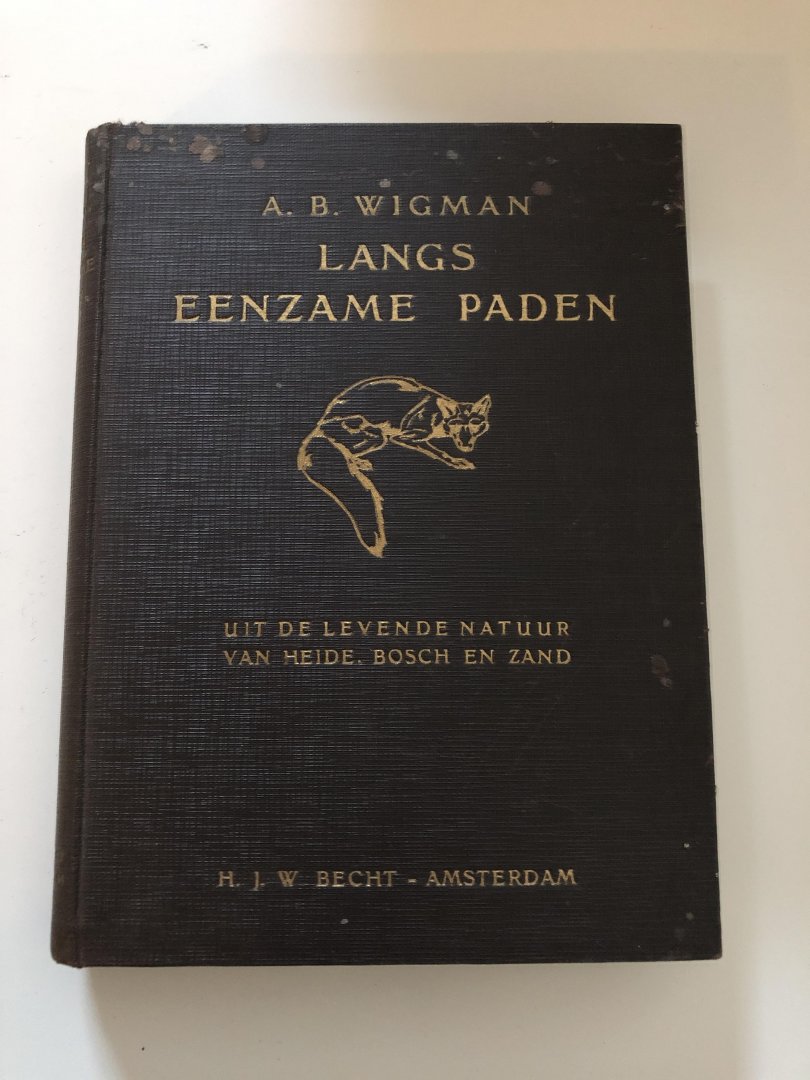 A. B. WIGMAN
LANGS
EENZAME PADEN
UIT DE LEVENDE NATUUR
VAN HEIDE. BOSCH EN ZAND
H. J. W BECHT - AMSTERDAM